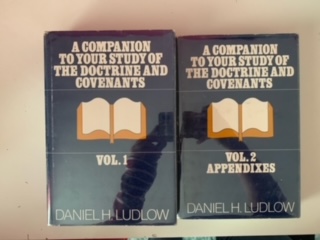 A COMPANION
TO YOUR STUDY OF
THE DOCTRINE AND
COVENANTS
VOL. 1
DANIEL H. LUDLOW
A COMPANION
TO YOUR STUDY OF
THE DOCTRINE AND
COVENANTS
VOL. 2
APPENDIXES
DANIEL H. LUDLOW